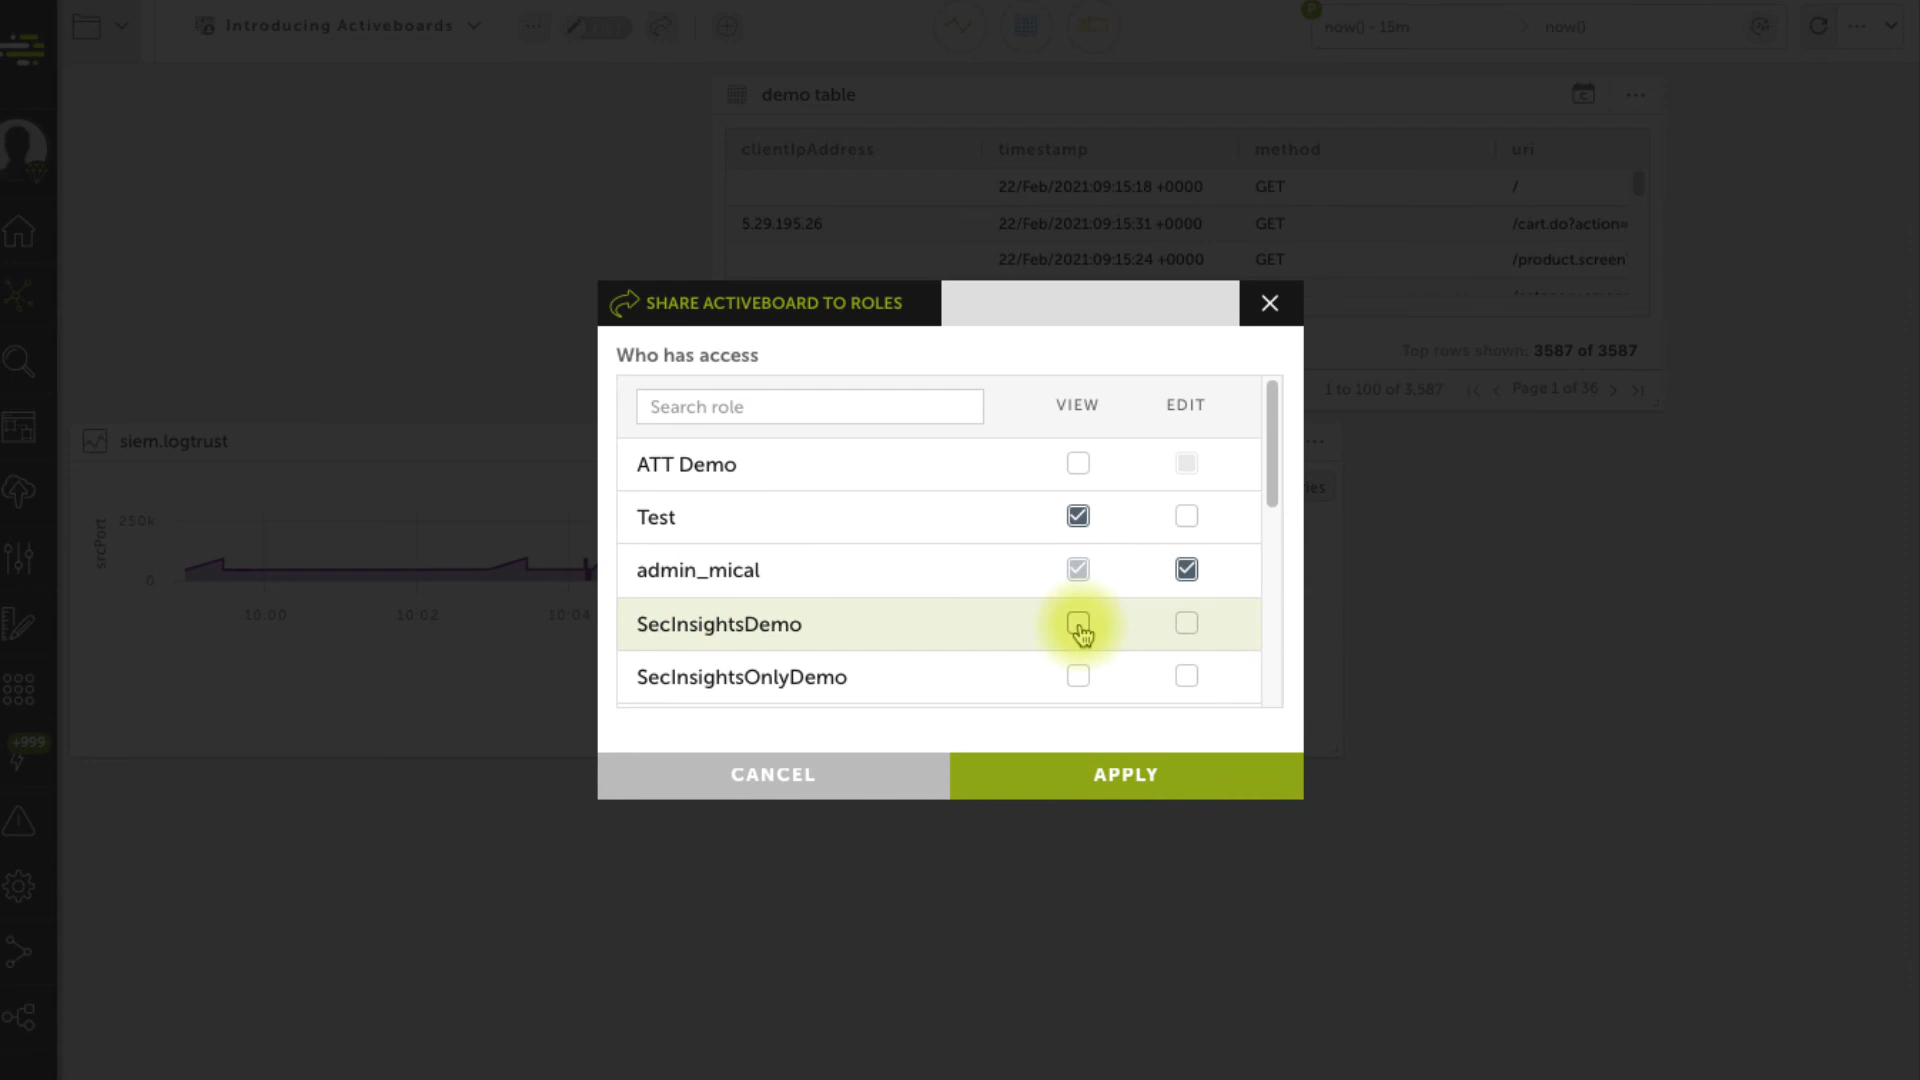 Introducing Activeboards
now() - 15m
now()
demo table
clientIpAddress timestamp method uri
22/Feb/2021:09:15:18 +0000 GET /
5.29.195.26 22/Feb/2021:09:15:31 +0000 GET /cart.do?action=
22/Feb/2021:09:15:24 +0000 GET /product.screen
SHARE ACTIVEBOARD TO ROLES
Who has access
Top rows shown: 3587 of 3587
1 to 100 of 3,587 Page 1 of 36
Search role VIEW EDIT
siem.logtrust
ATT Demo
Test
admin_mical
SecInsightsDemo
SecInsightsOnlyDemo
srcPort
250k
0
10:00 10:02 10:04
+999
CANCEL APPLY